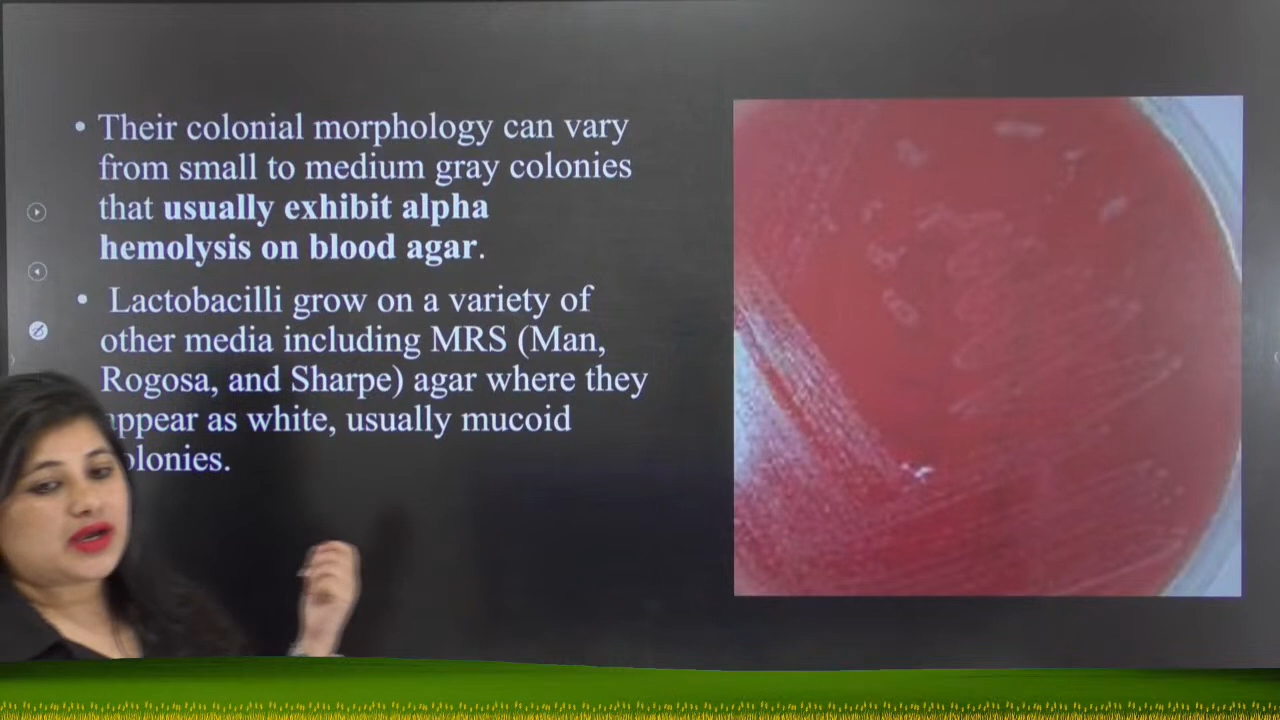 • Their colonial morphology can vary
from small to medium gray colonies
that usually exhibit alpha
hemolysis on blood agar.
• Lactobacilli grow on a variety of
other media including MRS (Man,
Rogosa, and Sharpe) agar where they
appear as white, usually mucoid
colonies.